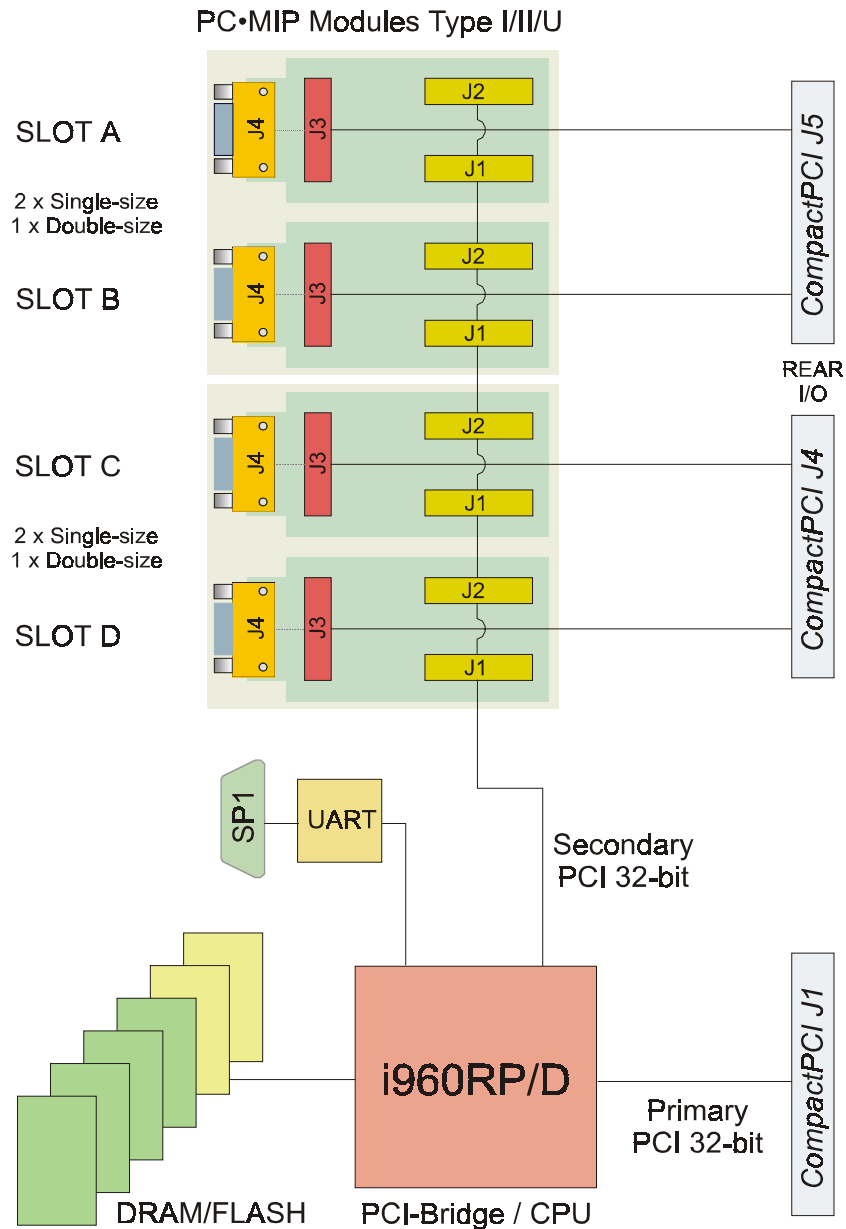 PC•MIP Modules Type I/II/U
SLOT A
J4
J3
J2
J1
2 x Single-size
1 x Double-size
SLOT B
J4
J3
J2
J1
CompactPCI J5
REAR
I/O
SLOT C
J4
J3
J2
J1
2 x Single-size
1 x Double-size
SLOT D
J4
J3
J2
J1
CompactPCI J4
SP1
UART
Secondary
PCI 32-bit
i960RP/D
Primary
PCI 32-bit
CompactPCI J1
DRAM/FLASH
PCI-Bridge / CPU